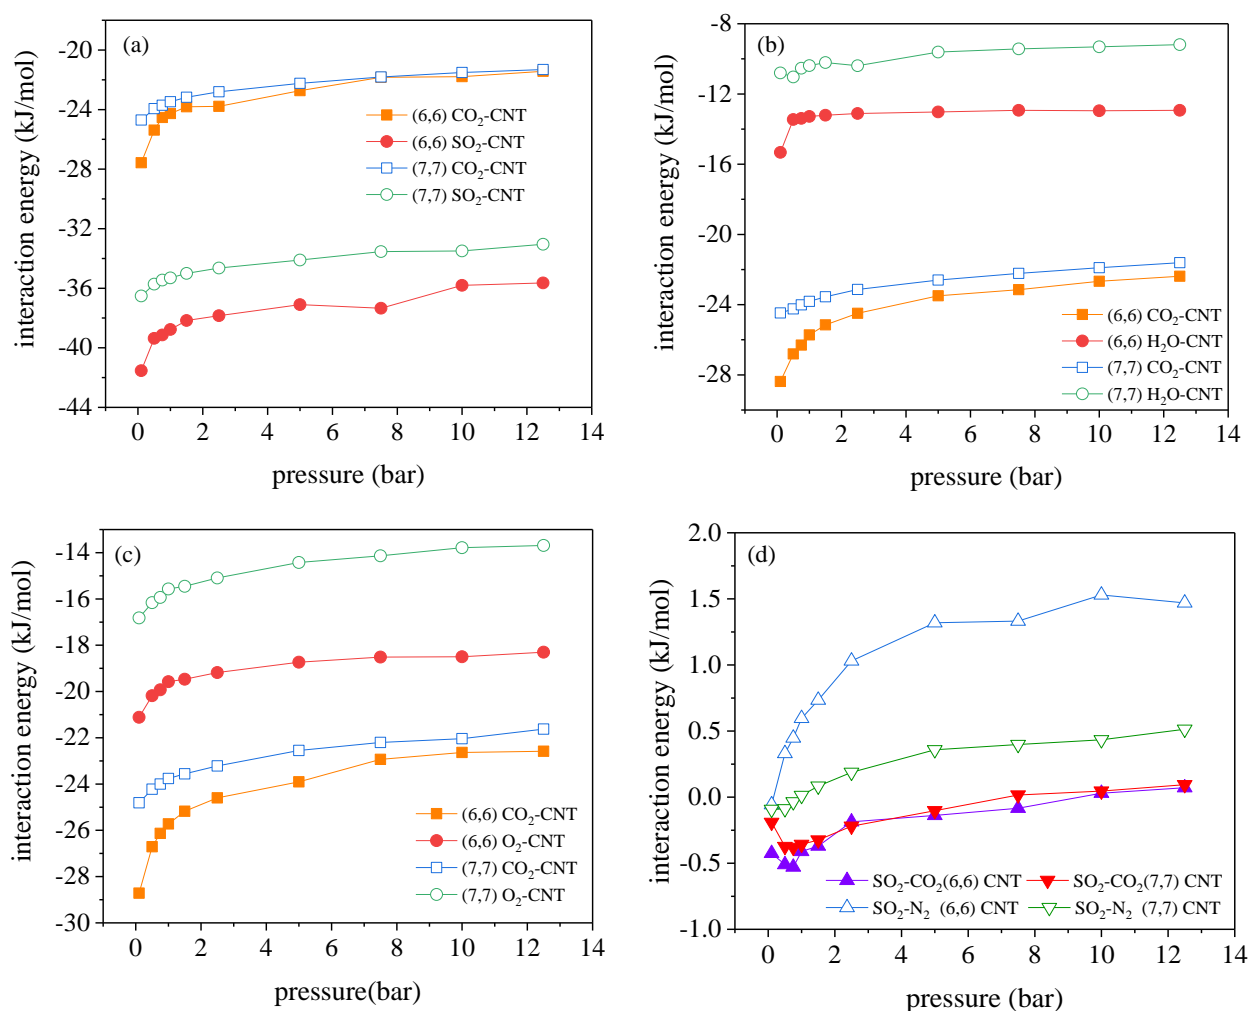 (a)
interaction energy (kJ/mol)
-20
-24
-28
-32
-36
-40
-44
(6,6) CO₂-CNT
(6,6) SO₂-CNT
(7,7) CO₂-CNT
(7,7) SO₂-CNT
0 2 4 6 8 10 12 14
pressure (bar)
(b)
interaction energy (kJ/mol)
-8
-12
-16
-20
-24
-28
(6,6) CO₂-CNT
(6,6) H₂O-CNT
(7,7) CO₂-CNT
(7,7) H₂O-CNT
0 2 4 6 8 10 12 14
pressure (bar)
(c)
interaction energy (kJ/mol)
-14
-16
-18
-20
-22
-24
-26
-28
-30
(6,6) CO₂-CNT
(6,6) O₂-CNT
(7,7) CO₂-CNT
(7,7) O₂-CNT
0 2 4 6 8 10 12 14
pressure(bar)
(d)
interaction energy (kJ/mol)
2.0
1.5
1.0
0.5
0.0
-0.5
-1.0
SO₂-CO₂(6,6) CNT SO₂-CO₂(7,7) CNT
SO₂-N₂ (6,6) CNT SO₂-N₂ (7,7) CNT
0 2 4 6 8 10 12 14
pressure (bar)